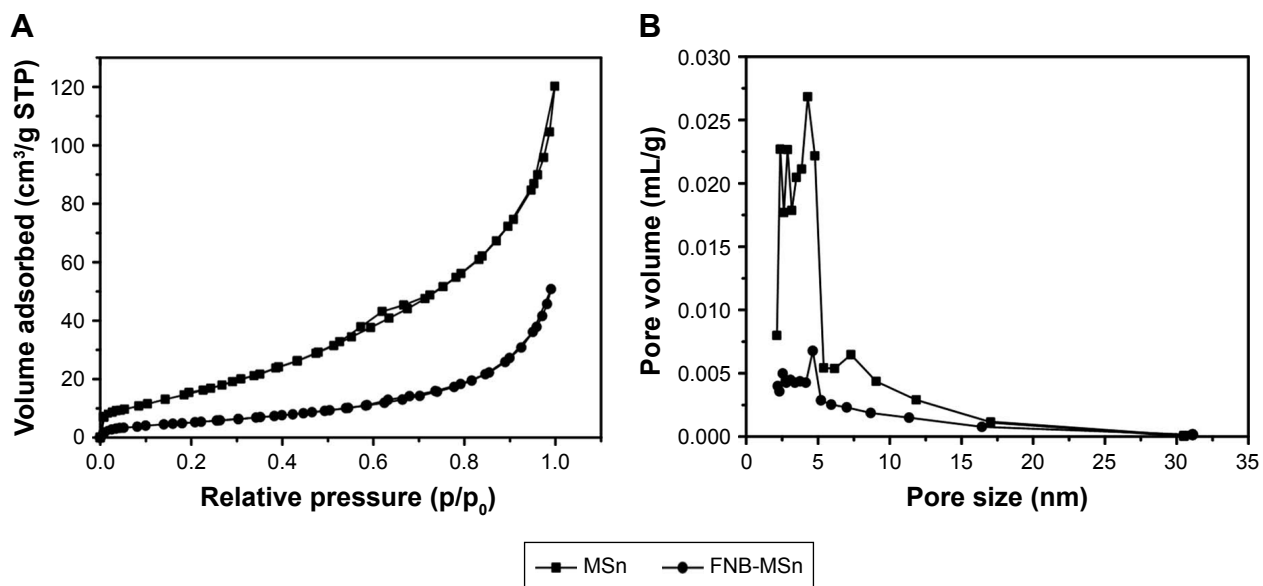 A
Volume adsorbed (cm³/g STP)
120
100
80
60
40
20
0
0.0 0.2 0.4 0.6 0.8 1.0
Relative pressure (p/p₀)
B
Pore volume (mL/g)
0.030
0.025
0.020
0.015
0.010
0.005
0.000
0 5 10 15 20 25 30 35
Pore size (nm)
MSn FNB-MSn